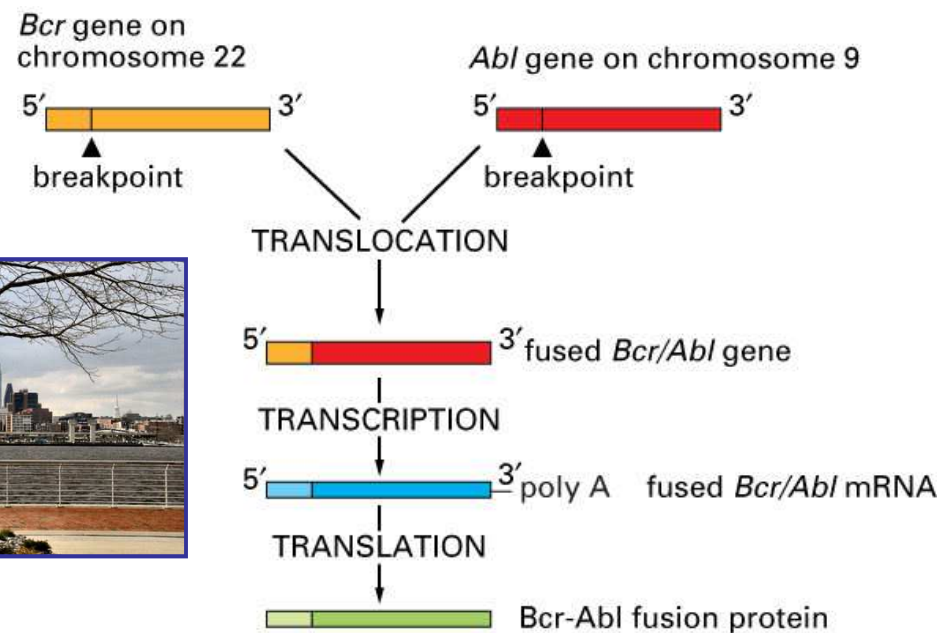 Bcr gene on
chromosome 22
Abl gene on chromosome 9
5′ 3′
5′ 3′
breakpoint
breakpoint
TRANSLOCATION
5′ 3′ fused Bcr/Abl gene
TRANSCRIPTION
5′ 3′ poly A fused Bcr/Abl mRNA
TRANSLATION
Bcr-Abl fusion protein